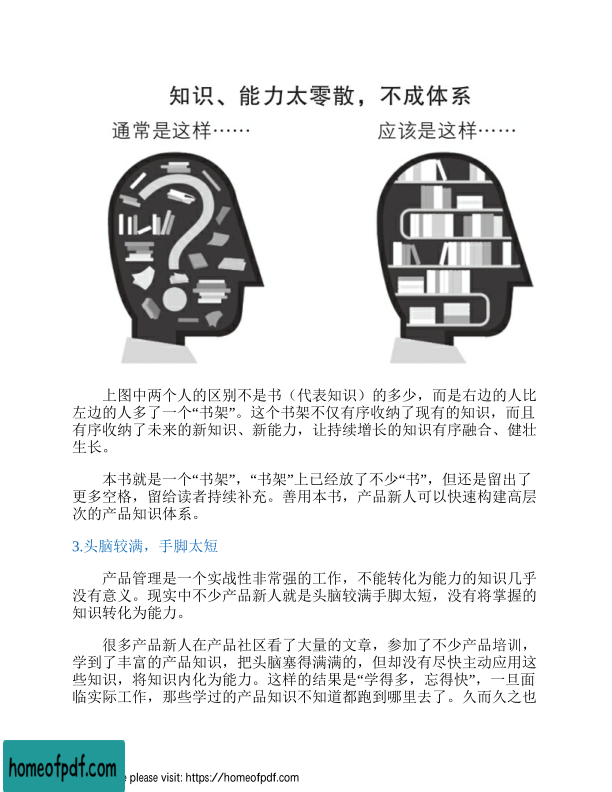 知识、能力太零散，不成体系
通常是这样……
应该是这样……
上图中两个人的区别不是书（代表知识）的多少，而是右边的人比
左边的人多了一个“书架”。这个书架不仅有序收纳了现有的知识，而且
有序收纳了未来的新知识、新能力，让持续增长的知识有序融合、健壮
生长。
本书就是一个“书架”，“书架”上已经放了不少“书”，但还是留出了
更多空格，留给读者持续补充。善用本书，产品新人可以快速构建高层
次的产品知识体系。
3.头脑较满，手脚太短
产品管理是一个实战性非常强的工作，不能转化为能力的知识几乎
没有意义。现实中不少产品新人就是头脑较满手脚太短，没有将掌握的
知识转化为能力。
很多产品新人在产品社区看了大量的文章，参加了不少产品培训，
学到了丰富的产品知识，把头脑塞得满满的，但却没有尽快主动应用这
些知识，将知识内化为能力。这样的结果是“学得多，忘得快”，一旦面
临实际工作，那些学过的产品知识不知道都跑到哪里去了。久而久之也
homeofpdf.com
please visit: https://homeofpdf.com